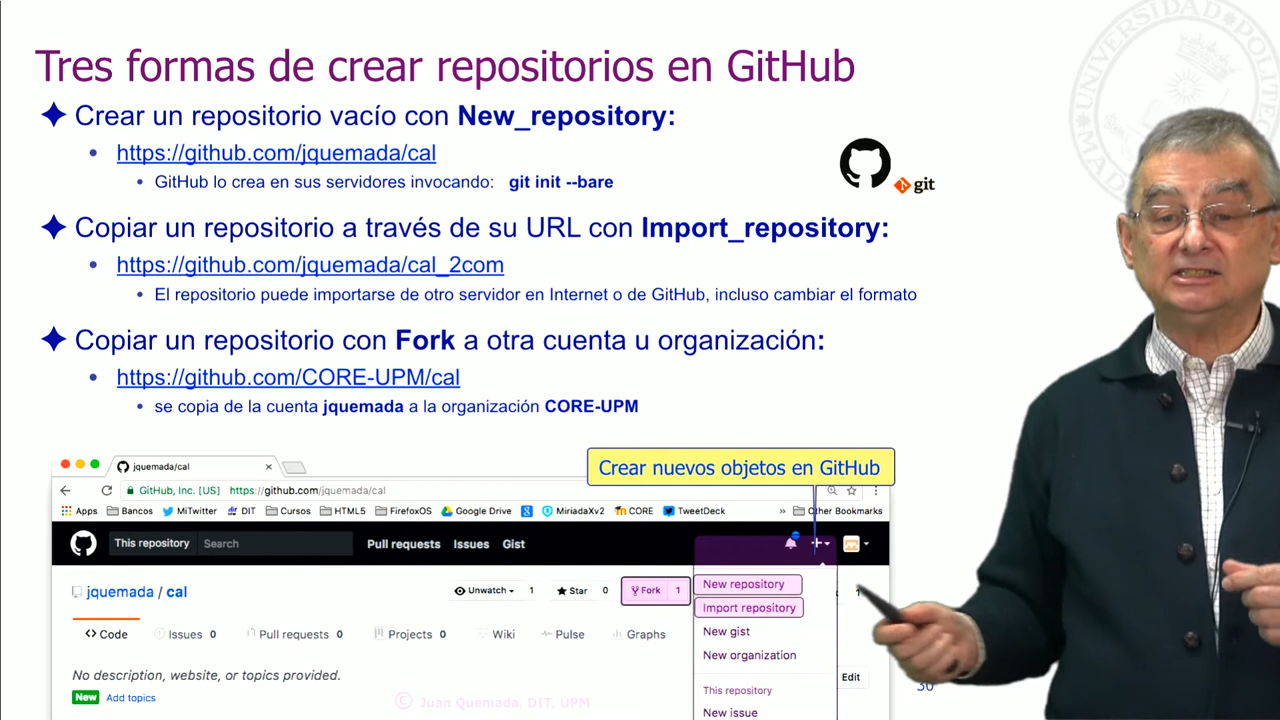 UNIVERSIDAD POLITÉC
MAD
Tres formas de crear repositorios en GitHub
Crear un repositorio vacío con New_repository:
https://github.com/jquemada/cal
GitHub lo crea en sus servidores invocando: git init --bare
git
Copiar un repositorio a través de su URL con Import_repository:
https://github.com/jquemada/cal_2com
El repositorio puede importarse de otro servidor en Internet o de GitHub, incluso cambiar el formato
Copiar un repositorio con Fork a otra cuenta u organización:
https://github.com/CORE-UPM/cal
se copia de la cuenta jquemada a la organización CORE-UPM
Crear nuevos objetos en GitHub
jquemada/cal
GitHub, Inc. [US] https://github.com/jquemada/cal
Apps Bancos MiTwitter DIT Cursos HTML5 FirefoxOS Google Drive MiriadaXv2 CORE TweetDeck » Other Bookmarks
This repository Search Pull requests Issues Gist
jquemada / cal Unwatch 1 Star 0 Fork 1
New repository
Import repository
New gist
New organization
This repository
New issue
Code Issues 0 Pull requests 0 Projects 0 Wiki Pulse Graphs
No description, website, or topics provided. Edit
New Add topics
© Juan Quemada, DIT, UPM
30